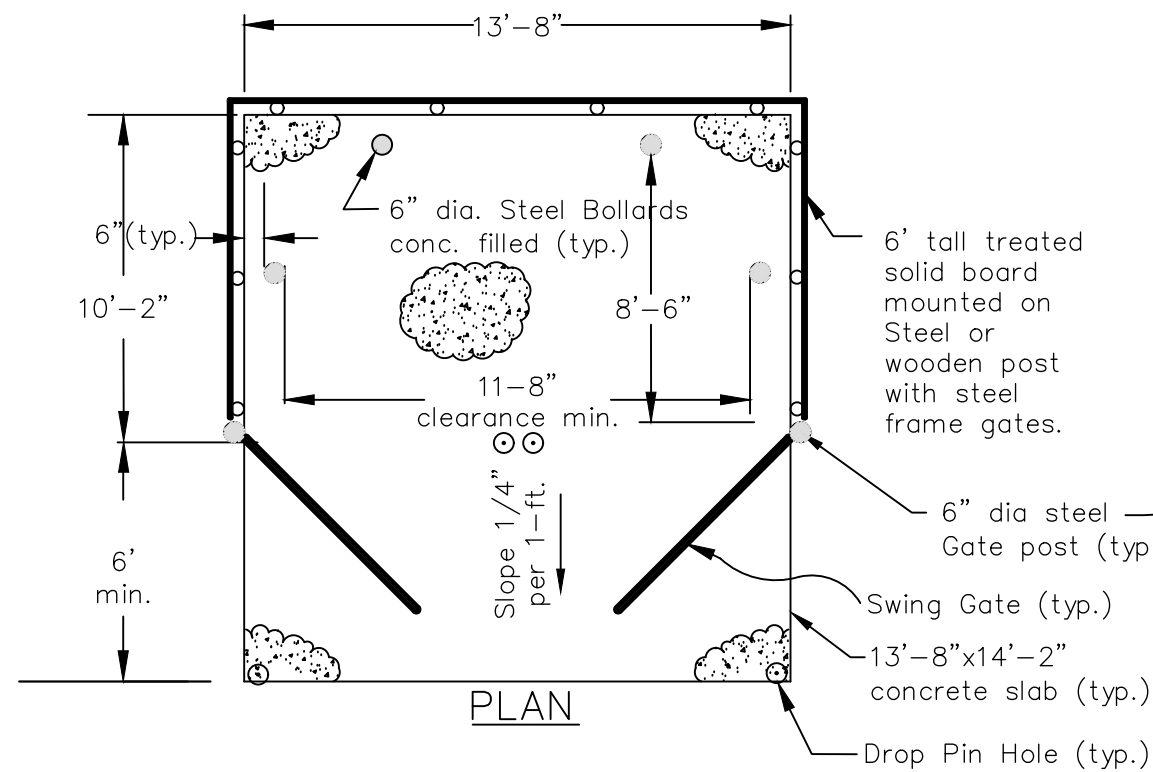 13'-8"
6"(typ.)
6" dia. Steel Bollards
conc. filled (typ.)
10'-2"
8'-6"
6' tall treated
solid board
mounted on
Steel or
wooden post
with steel
frame gates.
11-8"
clearance min.
Slope 1/4"
per 1-ft.
6'
min.
6" dia steel
Gate post (typ
Swing Gate (typ.)
13'-8"x14'-2"
concrete slab (typ.)
PLAN
Drop Pin Hole (typ.)